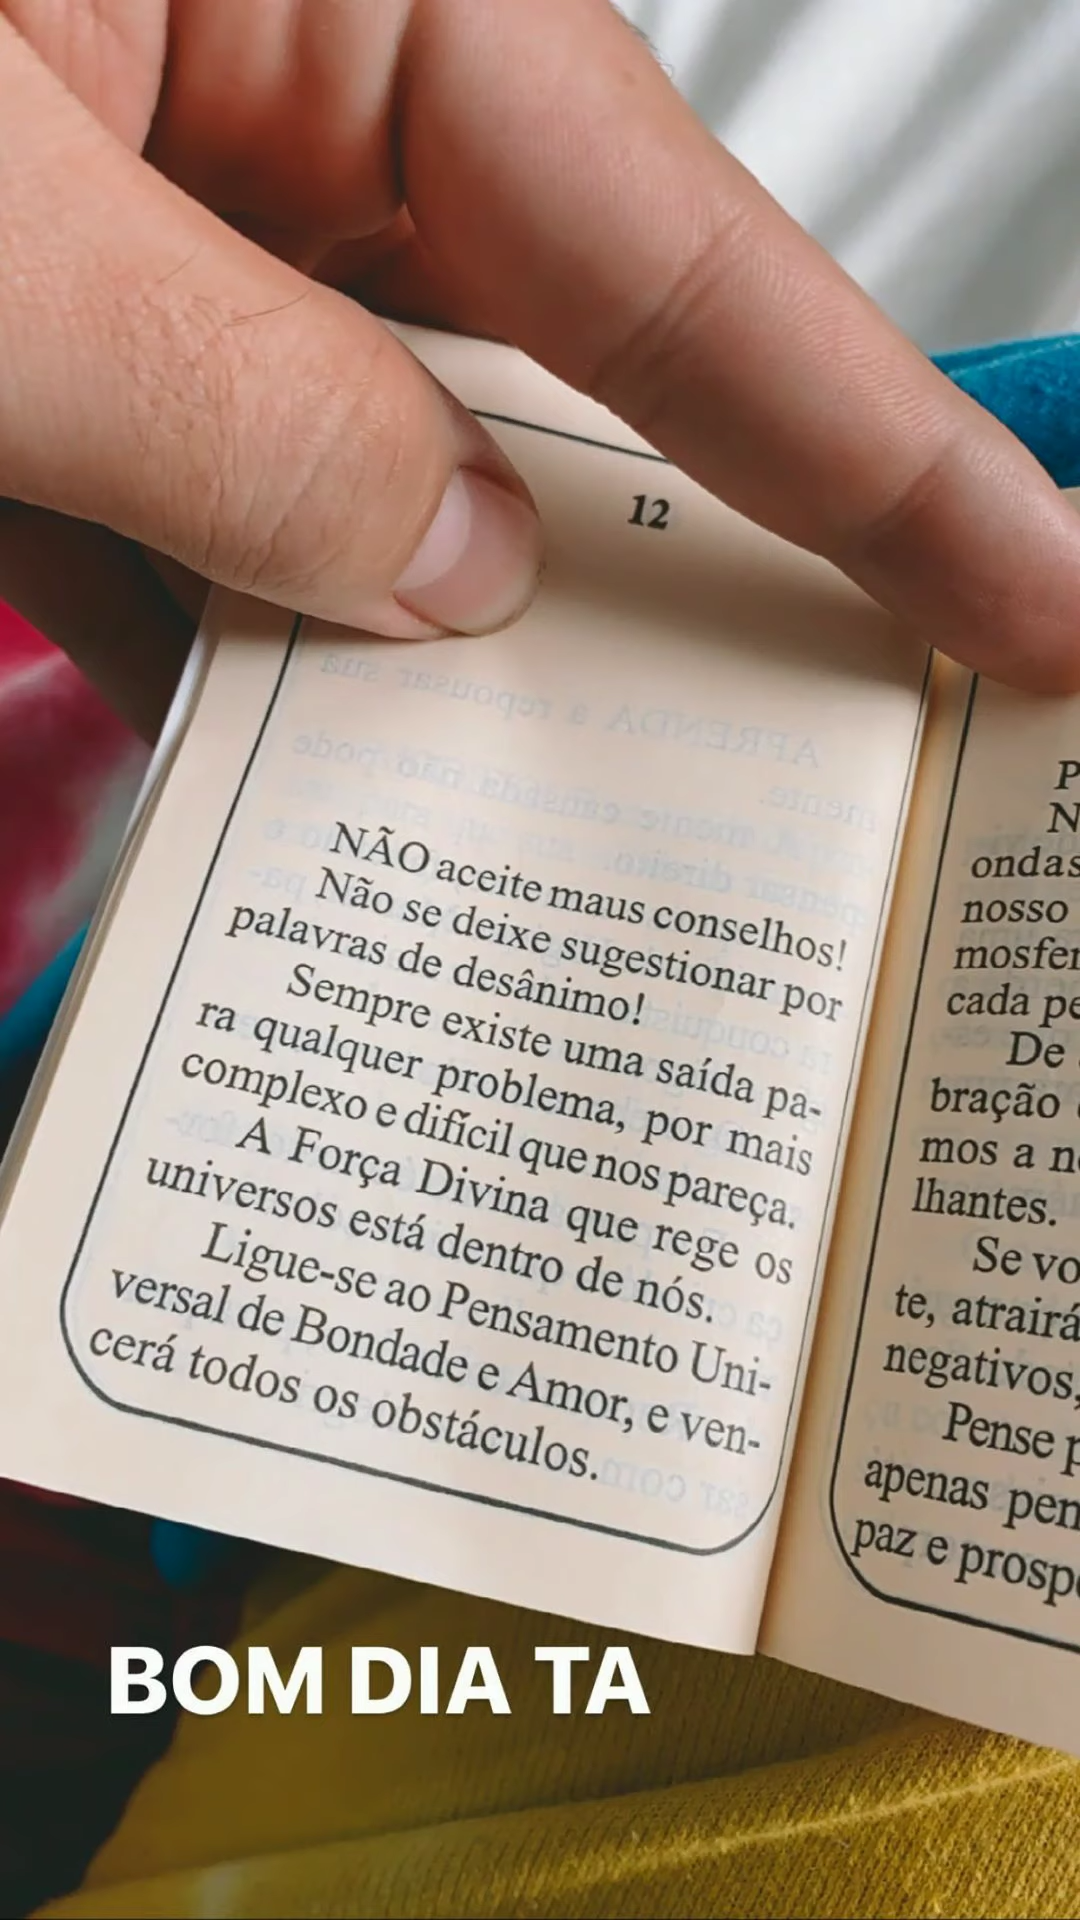 12
NÃO aceite maus conselhos!
Não se deixe sugestionar por
palavras de desânimo!
Sempre existe uma saída pa-
ra qualquer problema, por mais
complexo e difícil que nos pareça.
A Força Divina que rege os
universos está dentro de nós.
Ligue-se ao Pensamento Uni-
versal de Bondade e Amor, e ven-
cerá todos os obstáculos.
ondas
nosso
cada
De
bração
mos a
lhantes.
Se
te, atrairá
negativos,
Pense
apenas
paz e
BOM DIA TA